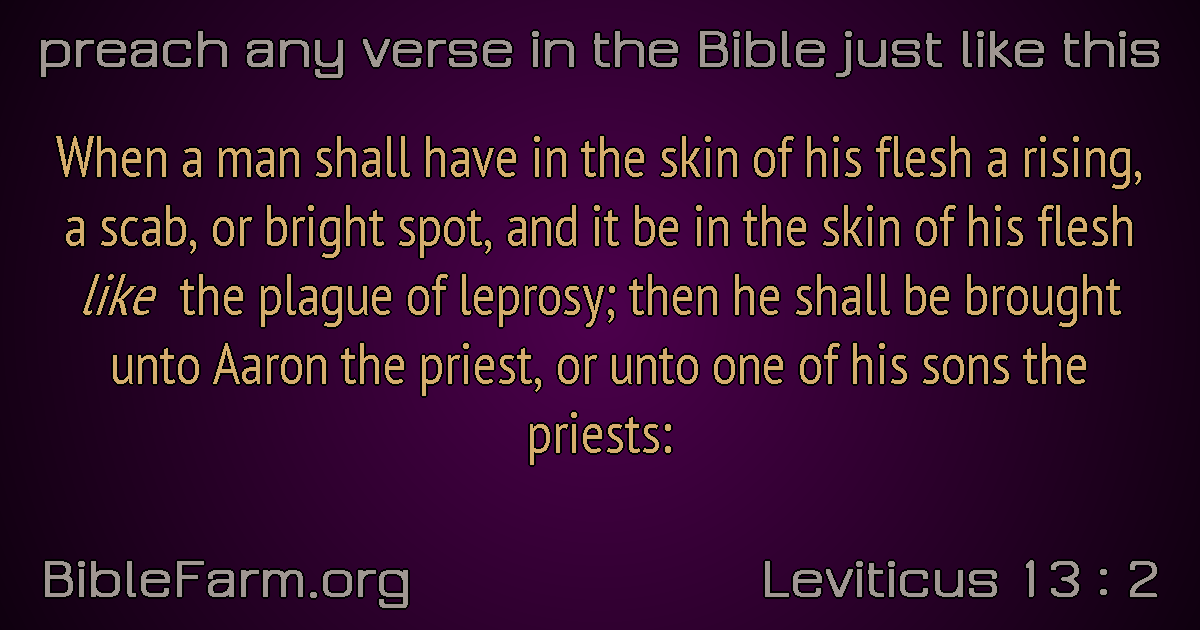 preach any verse in the Bible just like this
When a man shall have in the skin of his flesh a rising,
a scab, or bright spot, and it be in the skin of his flesh
like the plague of leprosy; then he shall be brought
unto Aaron the priest, or unto one of his sons the
priests:
BibleFarm.org
Leviticus 13 : 2